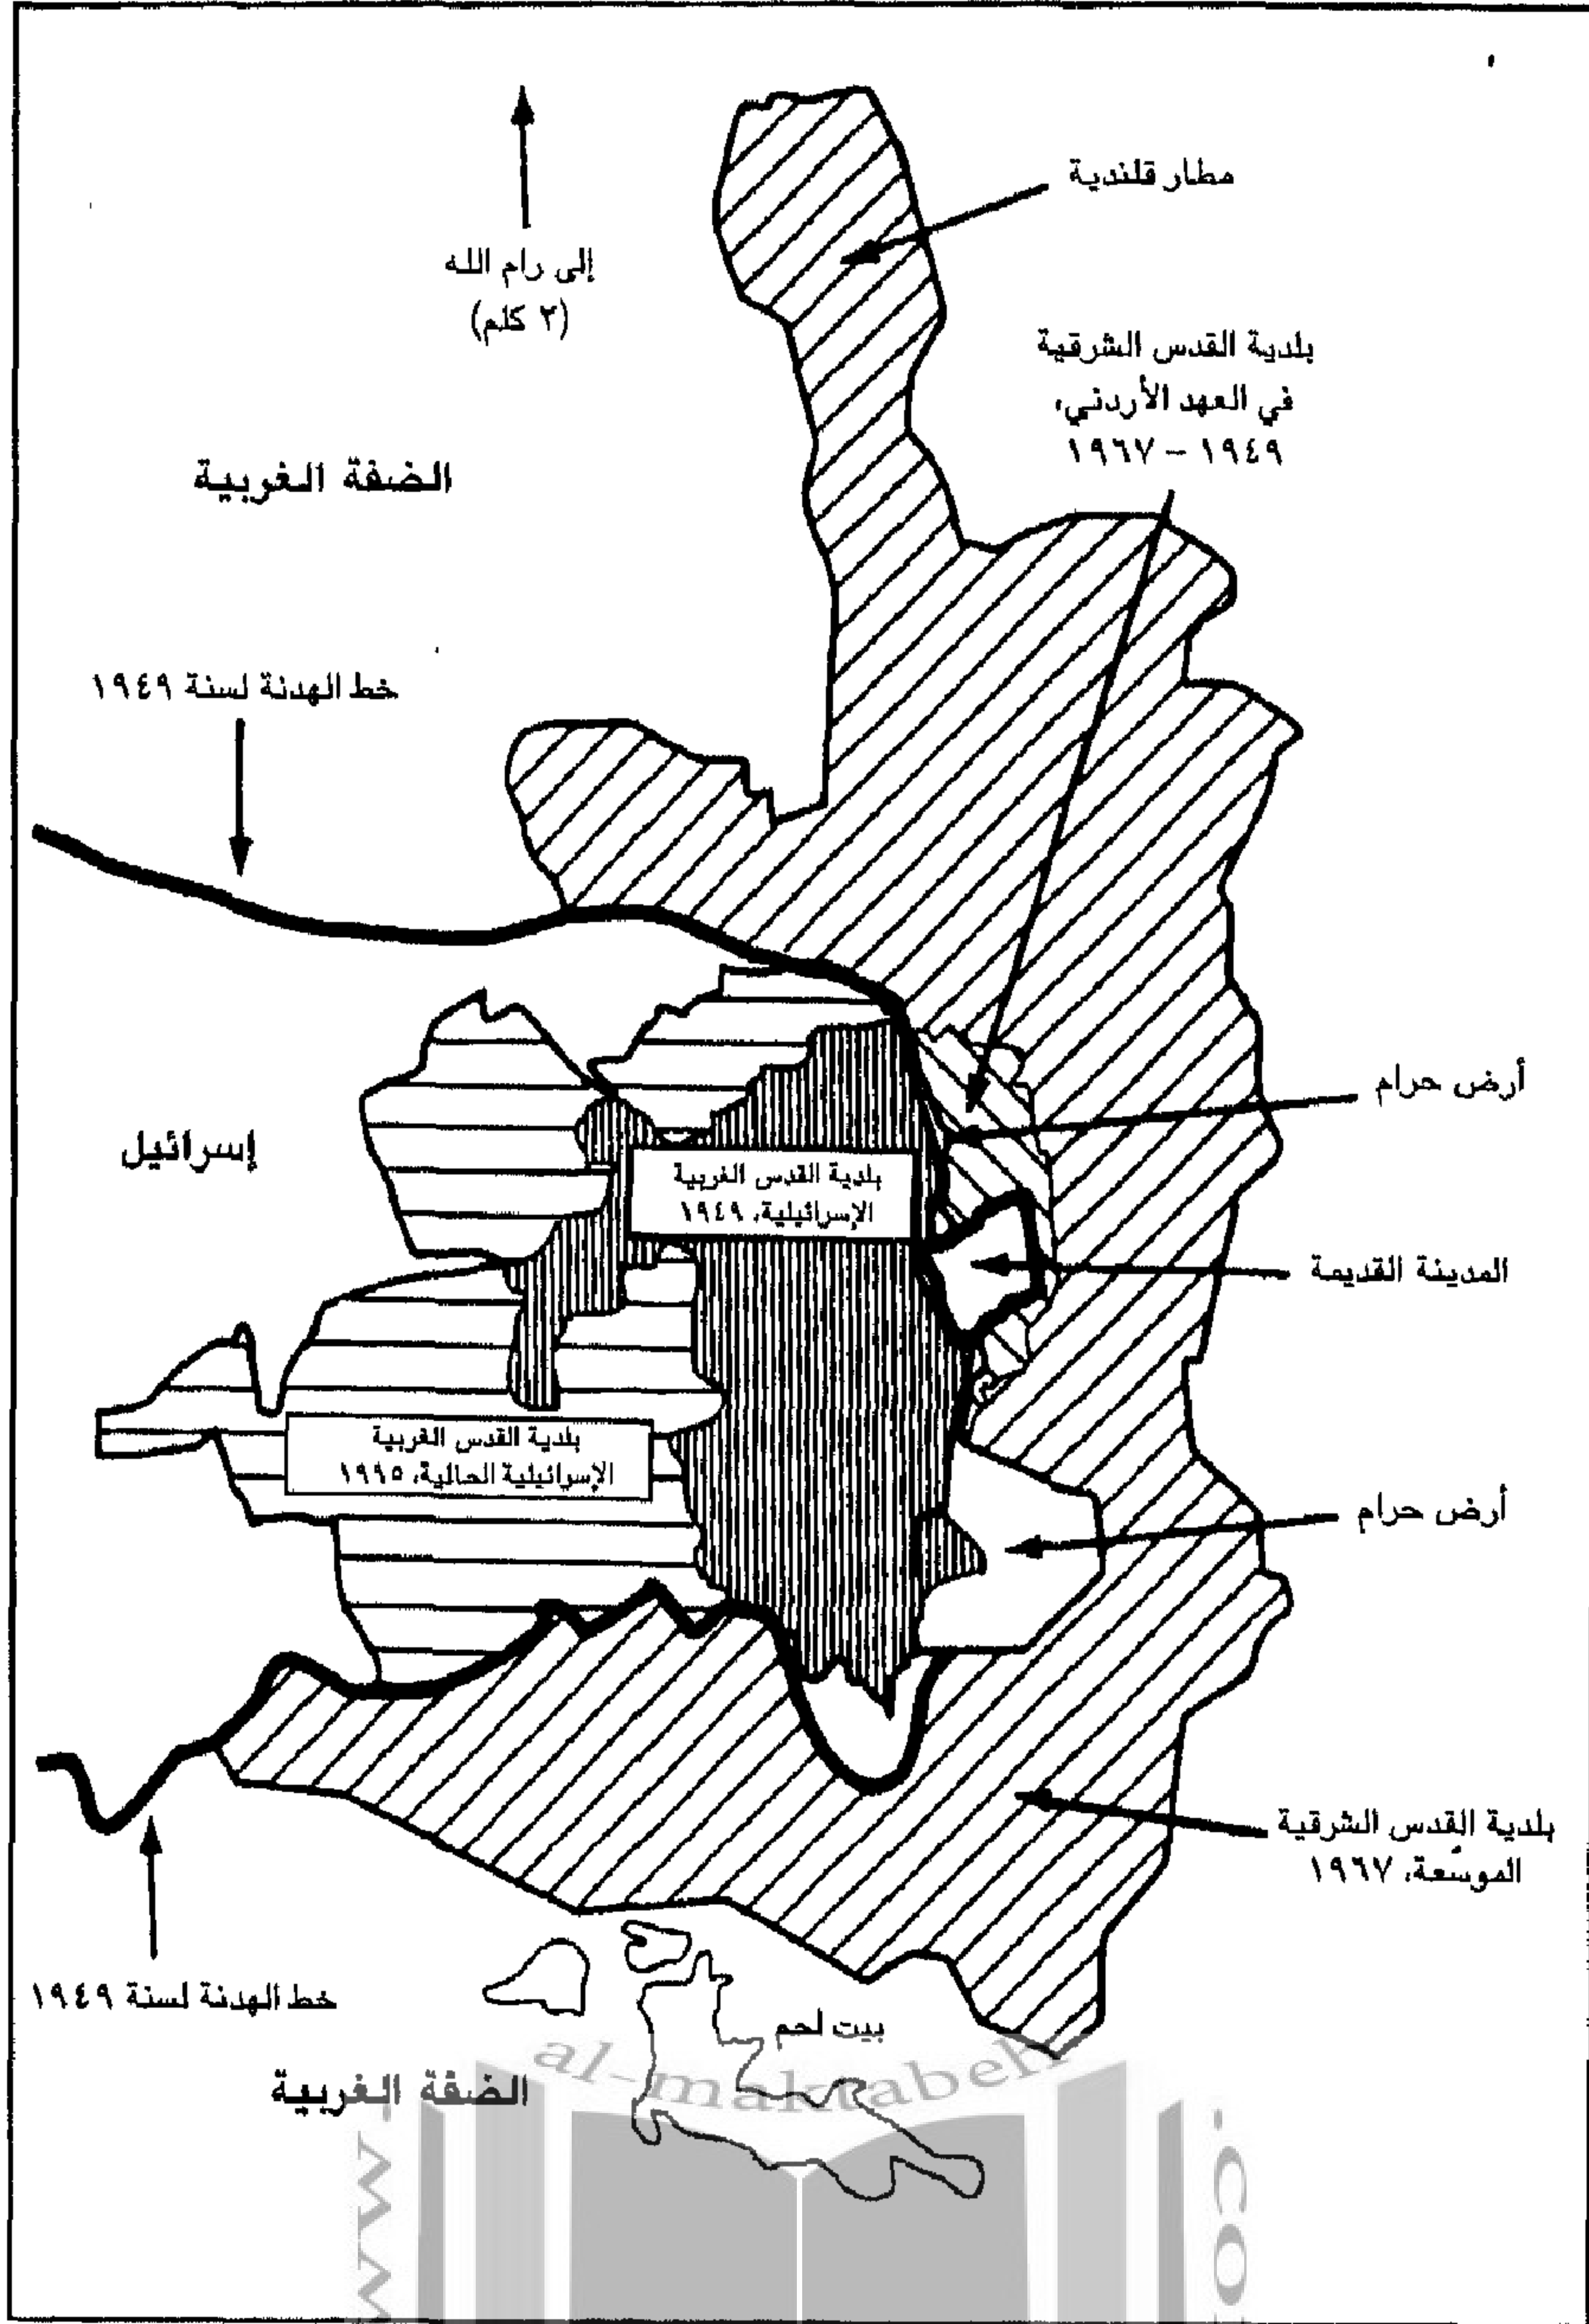 مطار قلندية
إلى رام الله
(٢ كلم)
بلدية القدس الشرقية
في العهد الأردني،
١٩٤٩ – ١٩٦٧
الضفة الغربية
خط الهدنة لسنة ١٩٤٩
أرض حرام
إسرائيل
بلدية القدس الغربية
الإسرائيلية، ١٩٤٩
المدينة القديمة
بلدية القدس الغربية
الإسرائيلية الحالية، ١٩٩٥
أرض حرام
بلدية القدس الشرقية
الموسّعة، ١٩٦٧
خط الهدنة لسنة ١٩٤٩
بيت لحم
الضفة الغربية
al-maktabeh
www.
.co